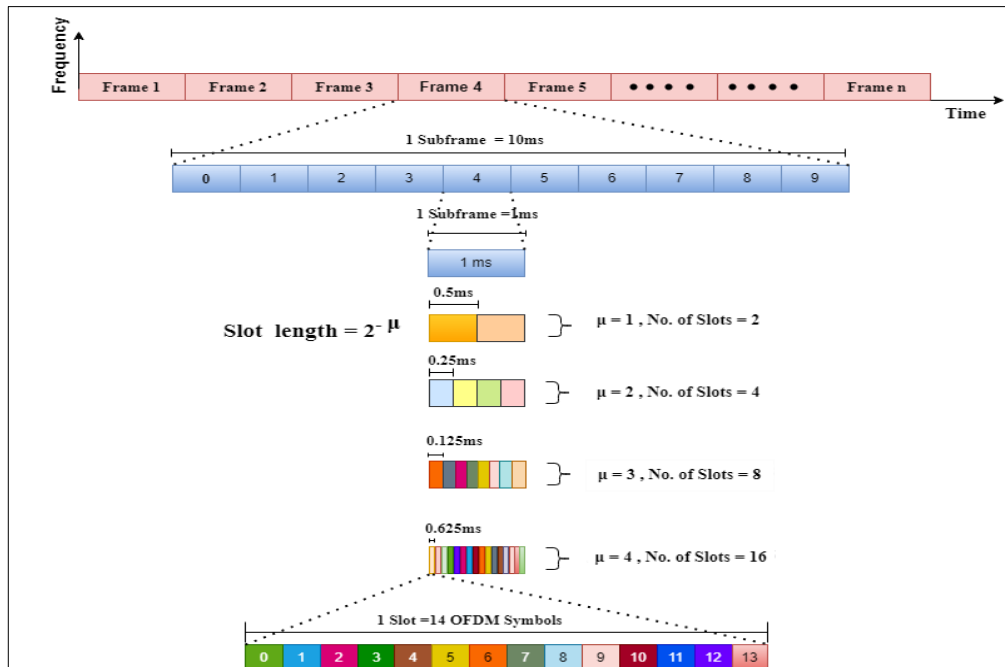 Frequency
Frame 1 Frame 2 Frame 3 Frame 4 Frame 5 • • • • • • • • Frame n
Time
1 Subframe = 10ms
0 1 2 3 4 5 6 7 8 9
1 Subframe =1ms
1 ms
0.5ms
Slot length = 2⁻ ᵘ
μ = 1 , No. of Slots = 2
0.25ms
μ = 2 , No. of Slots = 4
0.125ms
μ = 3 , No. of Slots = 8
0.625ms
μ = 4 , No. of Slots = 16
1 Slot =14 OFDM Symbols
0 1 2 3 4 5 6 7 8 9 10 11 12 13